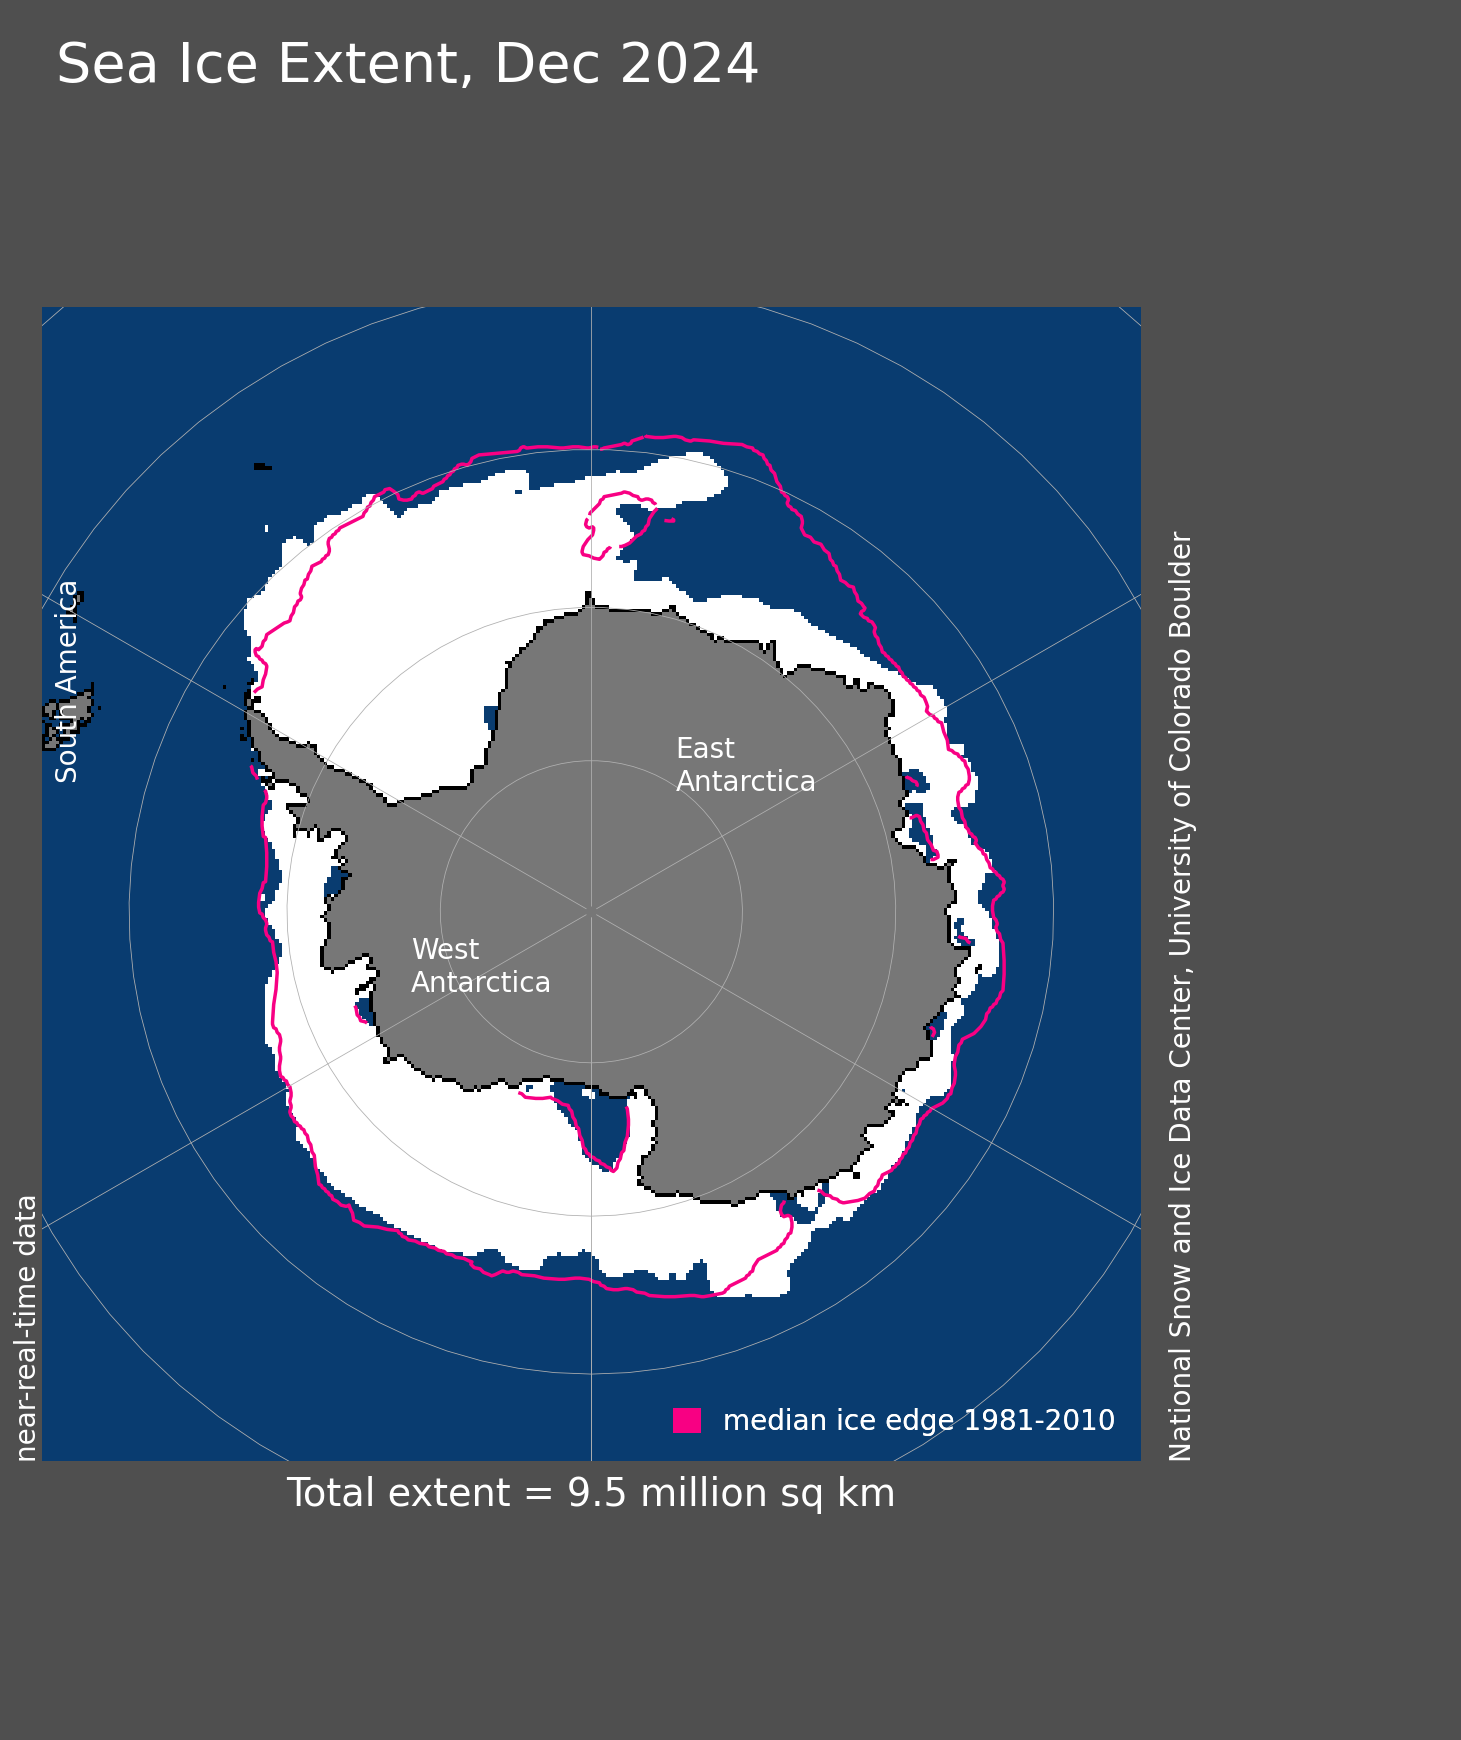 Sea Ice Extent, Dec 2024
South America
East
Antarctica
West
Antarctica
near-real-time data
National Snow and Ice Data Center, University of Colorado Boulder
median ice edge 1981-2010
Total extent = 9.5 million sq km